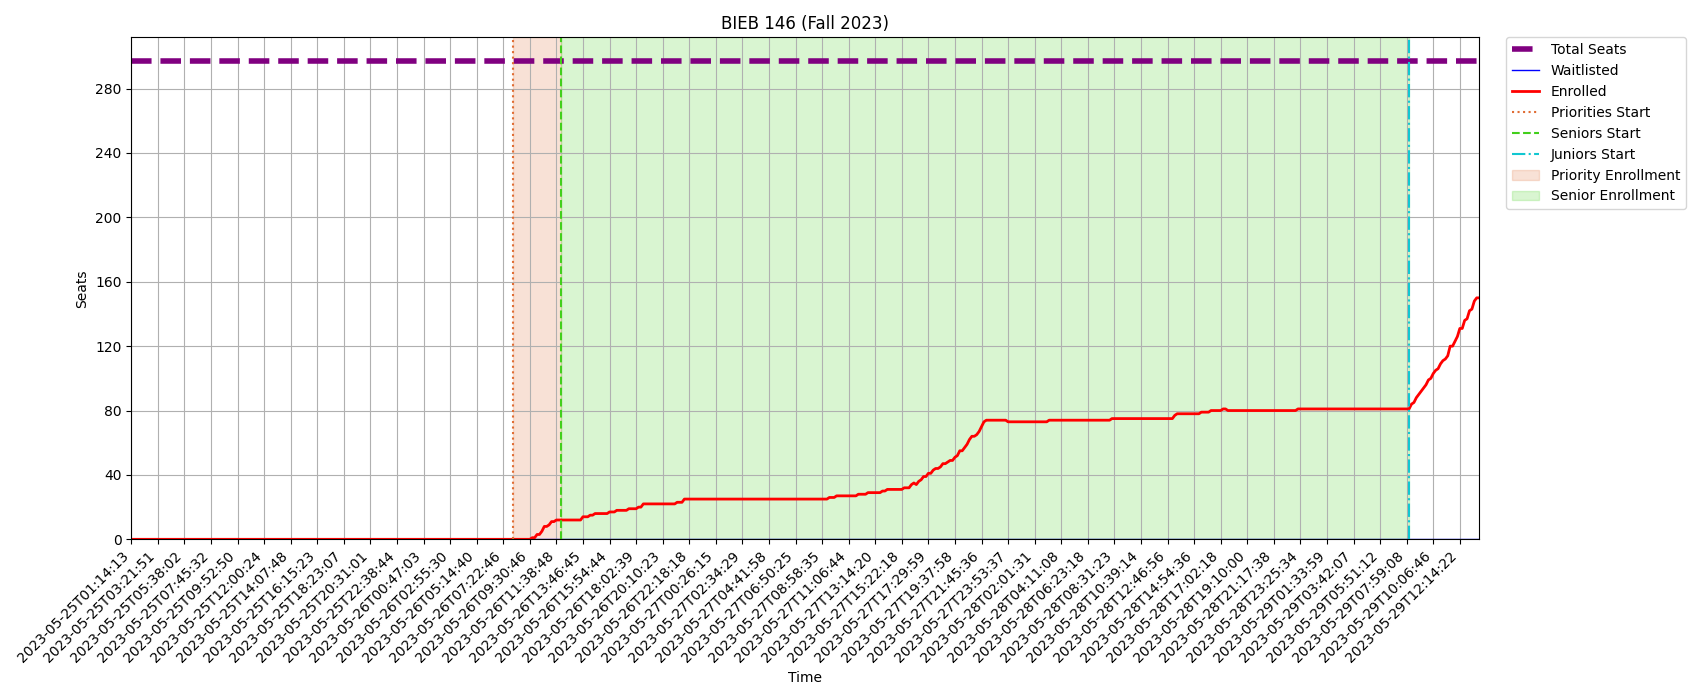 BIEB 146 (Fall 2023)
Total Seats
Waitlisted
Enrolled
Priorities Start
Seniors Start
Juniors Start
Priority Enrollment
Senior Enrollment
Seats
280
240
200
160
120
80
40
0
2023-05-25T01:14:13
2023-05-25T03:21:51
2023-05-25T05:38:02
2023-05-25T07:45:32
2023-05-25T09:52:50
2023-05-25T12:00:24
2023-05-25T14:07:48
2023-05-25T16:15:23
2023-05-25T18:23:07
2023-05-25T20:31:01
2023-05-25T22:38:44
2023-05-26T00:47:03
2023-05-26T02:55:30
2023-05-26T05:14:40
2023-05-26T07:22:46
2023-05-26T09:30:46
2023-05-26T11:38:48
2023-05-26T13:46:45
2023-05-26T15:54:44
2023-05-26T18:02:39
2023-05-26T20:10:23
2023-05-26T22:18:18
2023-05-27T00:26:15
2023-05-27T02:34:29
2023-05-27T04:41:58
2023-05-27T06:50:25
2023-05-27T08:58:35
2023-05-27T11:06:44
2023-05-27T13:14:20
2023-05-27T15:22:18
2023-05-27T17:29:59
2023-05-27T19:37:58
2023-05-27T21:45:36
2023-05-27T23:53:37
2023-05-28T02:01:31
2023-05-28T04:11:08
2023-05-28T06:23:18
2023-05-28T08:31:23
2023-05-28T10:39:14
2023-05-28T12:46:56
2023-05-28T14:54:36
2023-05-28T17:02:18
2023-05-28T19:10:00
2023-05-28T21:17:38
2023-05-28T23:25:34
2023-05-29T01:33:59
2023-05-29T03:42:07
2023-05-29T05:51:12
2023-05-29T07:59:08
2023-05-29T10:06:46
2023-05-29T12:14:22
Time